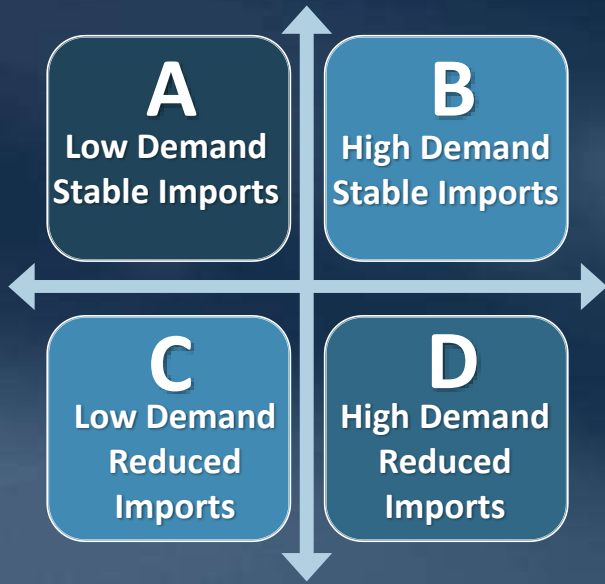 A
Low Demand
Stable Imports
B
High Demand
Stable Imports
C
Low Demand
Reduced
Imports
D
High Demand
Reduced
Imports